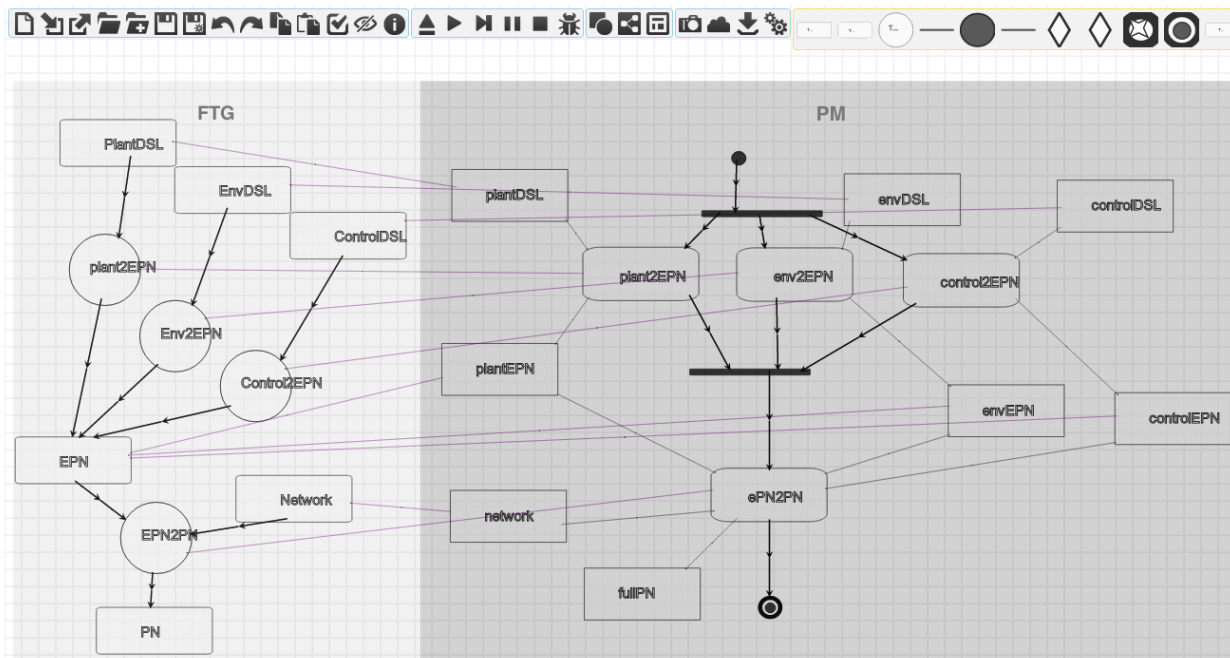 FTG
PM
PlantDSL
EnvDSL
ControlDSL
plant2EPN
Env2EPN
Control2EPN
EPN
Network
EPN2PN
PN
plantDSL
envDSL
controlDSL
plant2EPN
env2EPN
control2EPN
plantEPN
envEPN
controlEPN
ePN2PN
network
fullPN